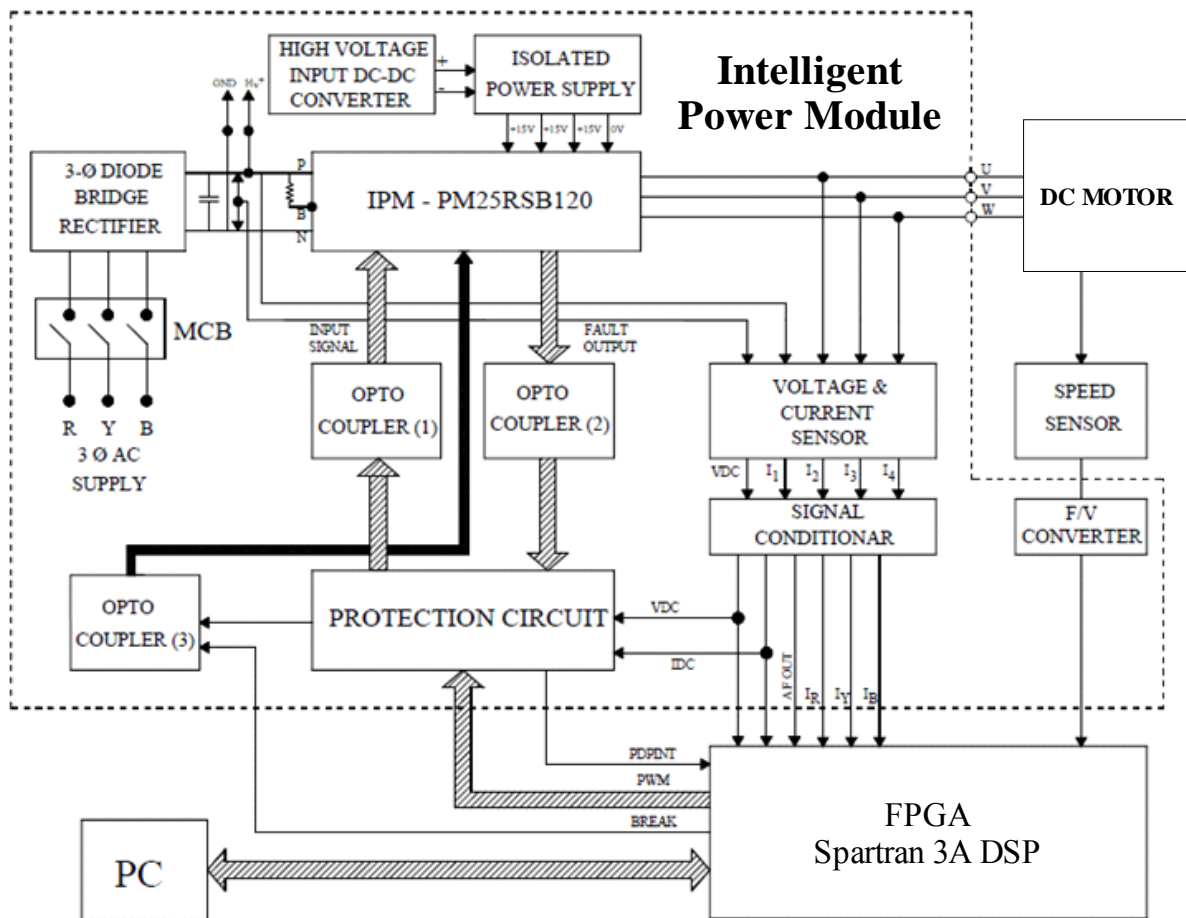 Intelligent
Power Module
HIGH VOLTAGE
INPUT DC-DC
CONVERTER
+
-
ISOLATED
POWER SUPPLY
GND
Hv+
+15V
+15V
+15V
0V
3-Ø DIODE
BRIDGE
RECTIFIER
P
B
N
IPM - PM25RSB120
U
V
W
DC MOTOR
MCB
R
Y
B
3 Ø AC
SUPPLY
INPUT
SIGNAL
FAULT
OUTPUT
OPTO
COUPLER (1)
OPTO
COUPLER (2)
VOLTAGE &
CURRENT
SENSOR
SPEED
SENSOR
VDC
I1
I2
I3
I4
SIGNAL
CONDITIONAR
F/V
CONVERTER
OPTO
COUPLER (3)
PROTECTION CIRCUIT
VDC
IDC
AF OUT
IR
IY
IB
PDPINT
PWM
BREAK
PC
FPGA
Spartran 3A DSP